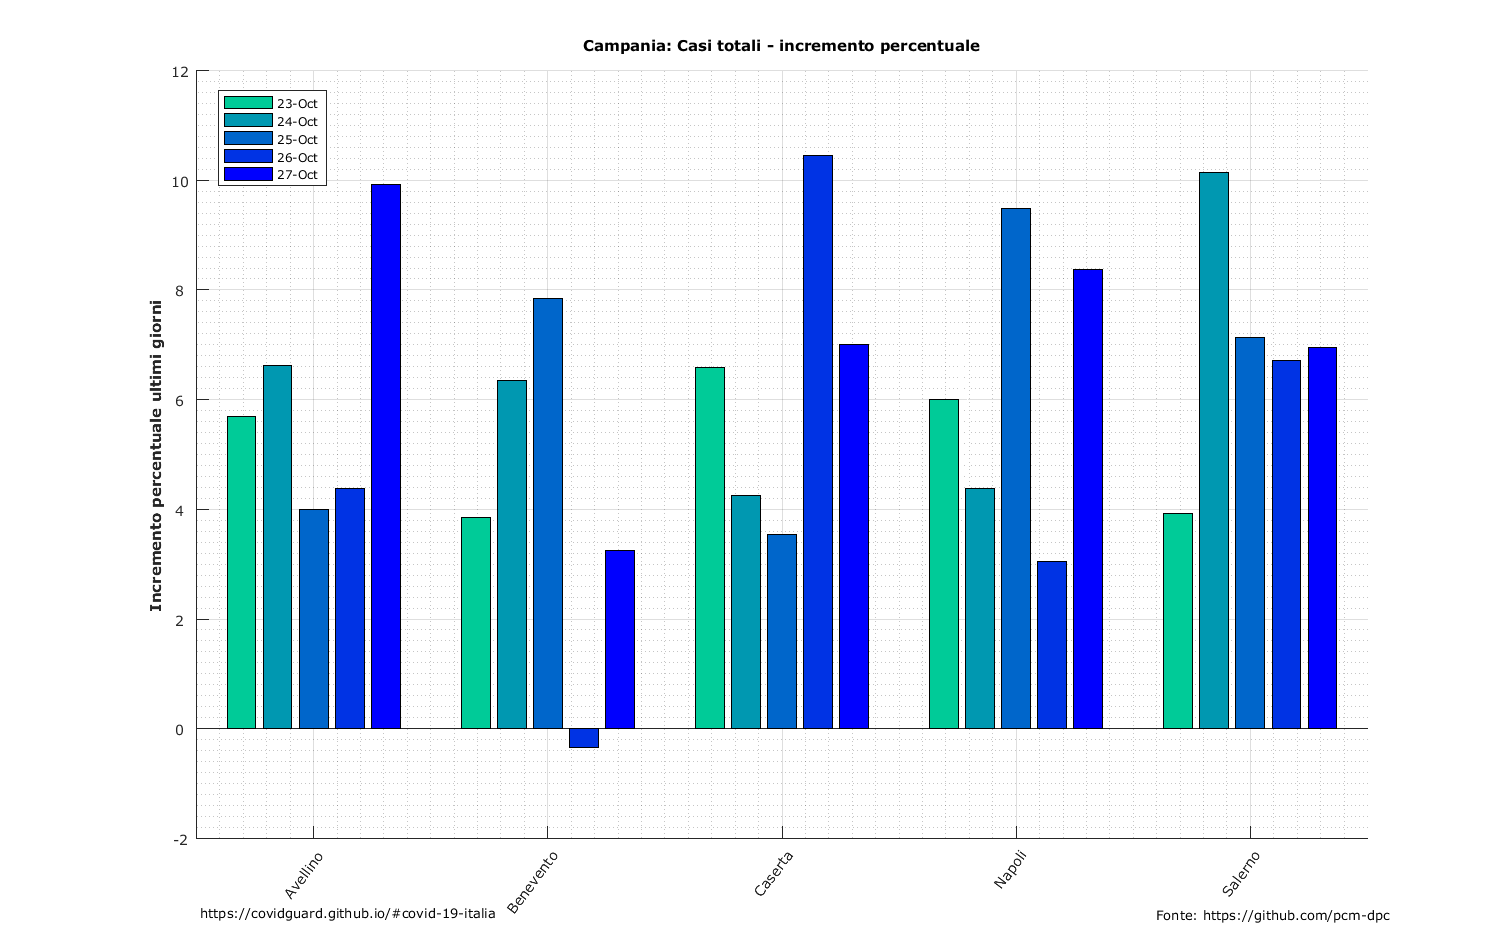 Campania: Casi totali - incremento percentuale
12
10
8
6
4
2
0
-2
Incremento percentuale ultimi giorni
23-Oct
24-Oct
25-Oct
26-Oct
27-Oct
Avellino
Benevento
Caserta
Napoli
Salerno
https://covidguard.github.io/#covid-19-italia
Fonte: https://github.com/pcm-dpc